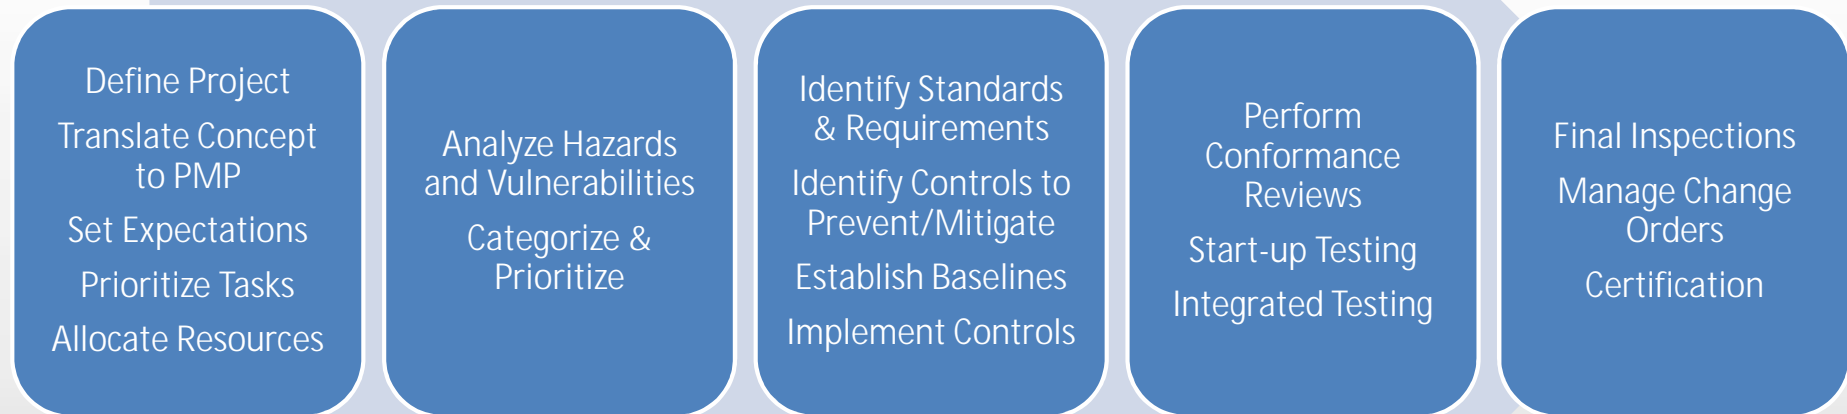 Define Project
Translate Concept
to PMP
Set Expectations
Prioritize Tasks
Allocate Resources
Analyze Hazards
and Vulnerabilities
Categorize &
Prioritize
Identify Standards
& Requirements
Identify Controls to
Prevent/Mitigate
Establish Baselines
Implement Controls
Perform
Conformance
Reviews
Start-up Testing
Integrated Testing
Final Inspections
Manage Change
Orders
Certification